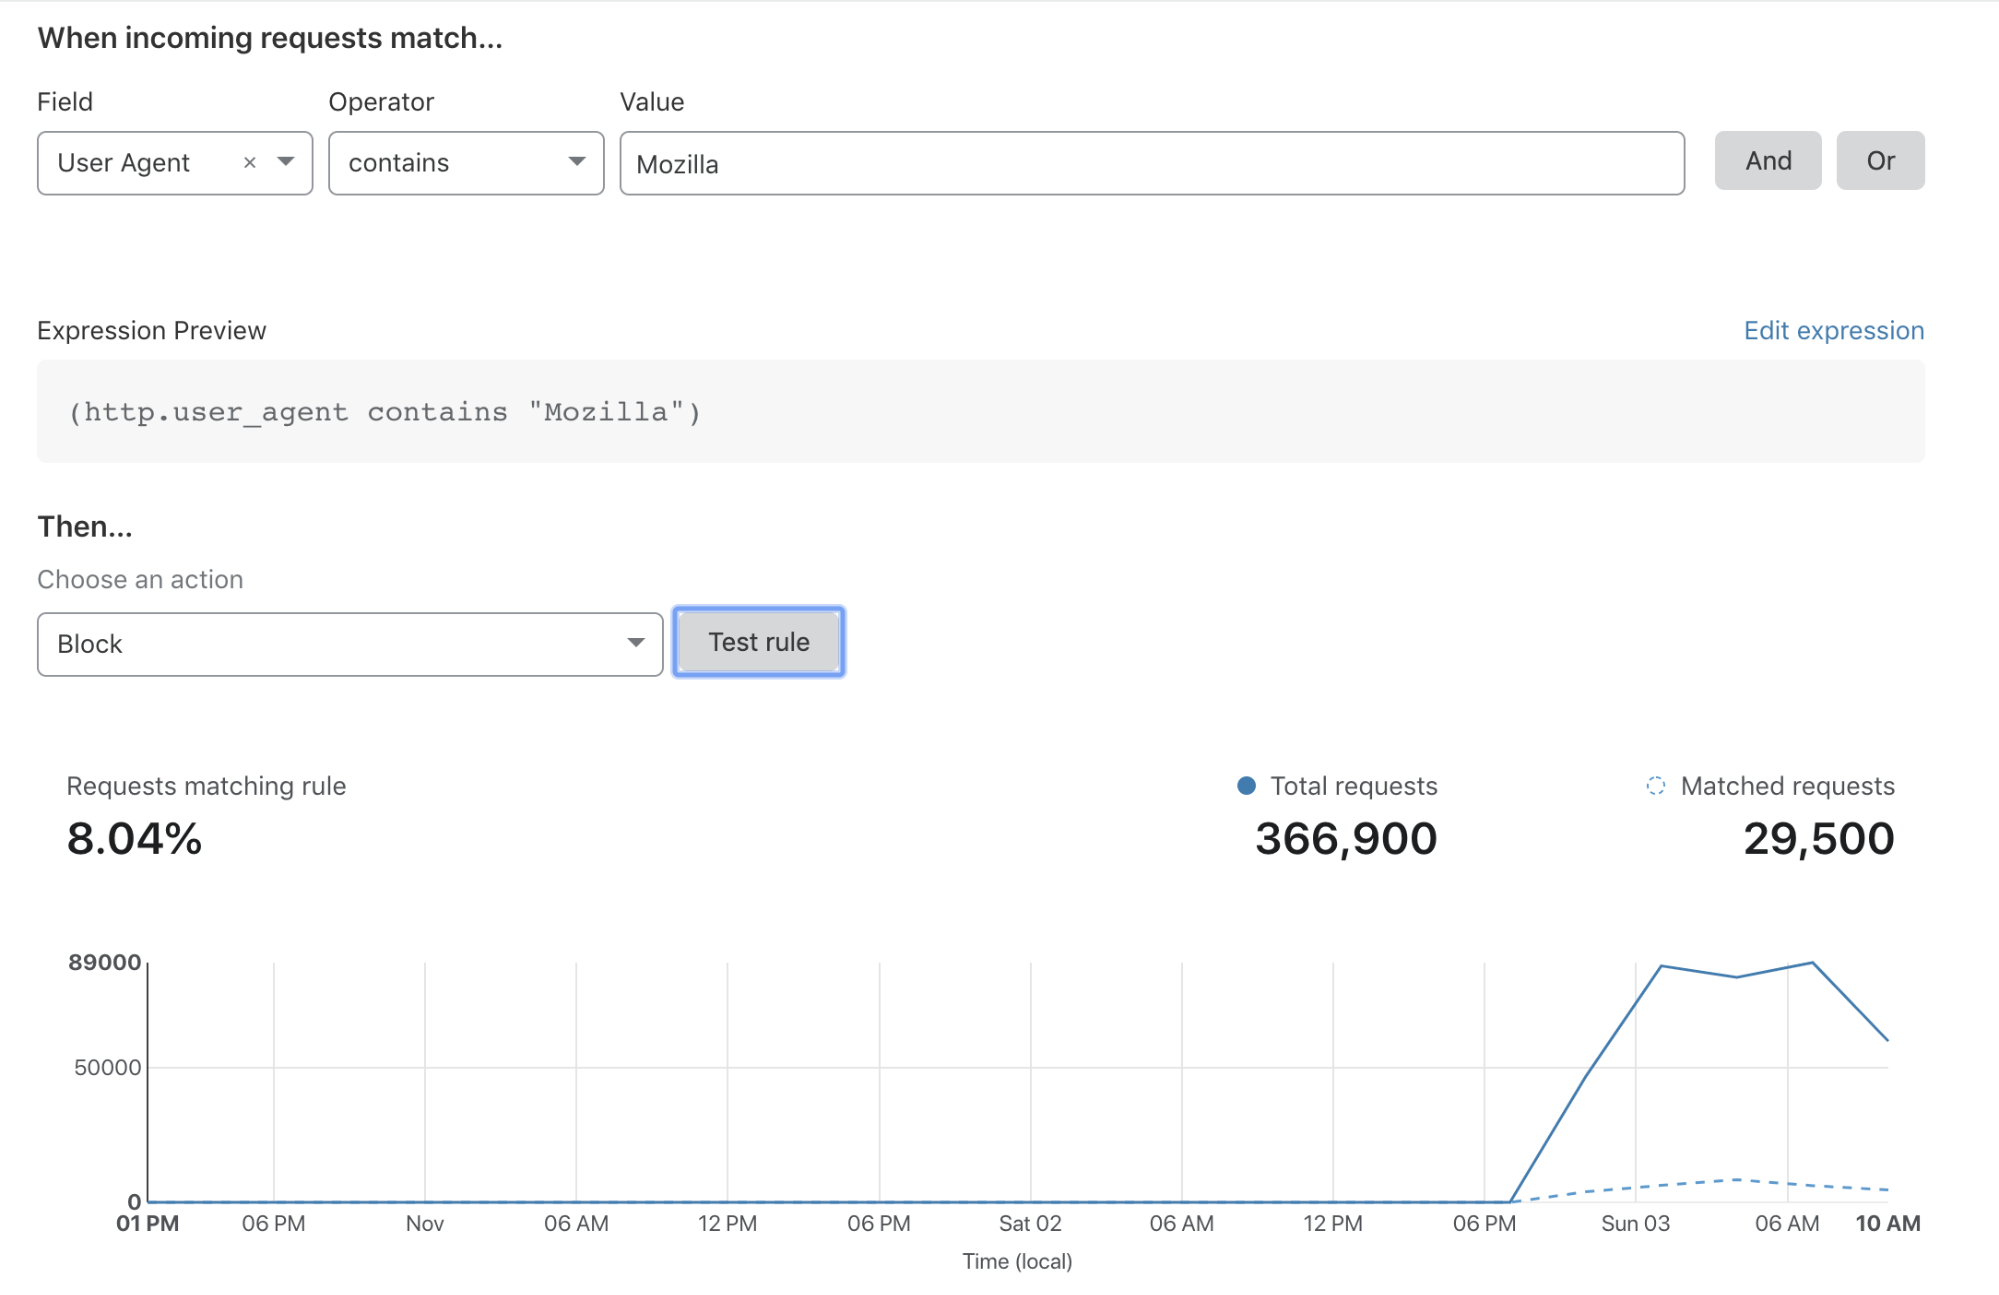 When incoming requests match...
Field Operator Value
User Agent × contains Mozilla And Or
Expression Preview Edit expression
(http.user_agent contains "Mozilla")
Then...
Choose an action
Block Test rule
Requests matching rule Total requests Matched requests
8.04% 366,900 29,500
89000
50000
0
01 PM 06 PM Nov 06 AM 12 PM 06 PM Sat 02 06 AM 12 PM 06 PM Sun 03 06 AM 10 AM
Time (local)